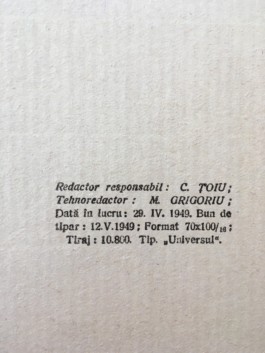 Redactor responsabil : C. ȚOIU ;
Tehnoredactor : M. GRIGORIU ;
Dată în lucru : 29. IV. 1949. Bun de
tipar : 12.V.1949 ; Format 70x100/16 ;
Tiraj : 10.800. Tip. „Universul".